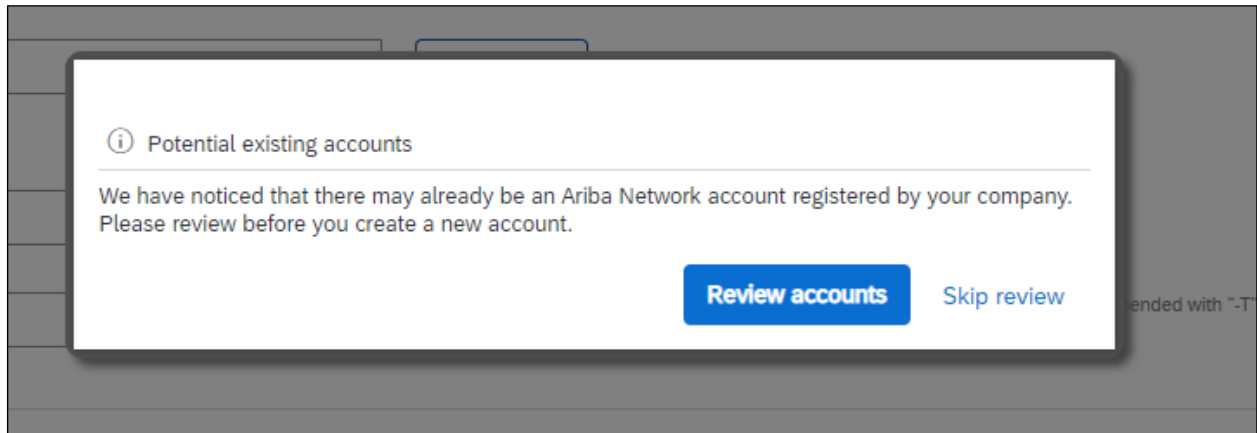 Potential existing accounts
We have noticed that there may already be an Ariba Network account registered by your company.
Please review before you create a new account.
Review accounts Skip review
with "-T"